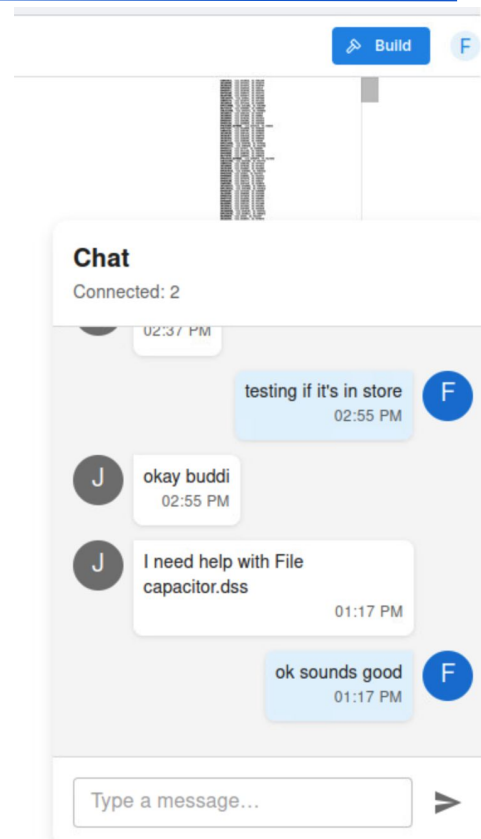 Build
F
Chat
Connected: 2
02:37 PM
testing if it's in store
F
02:55 PM
J
okay buddi
02:55 PM
J
I need help with File
capacitor.dss
01:17 PM
ok sounds good
F
01:17 PM
Type a message...